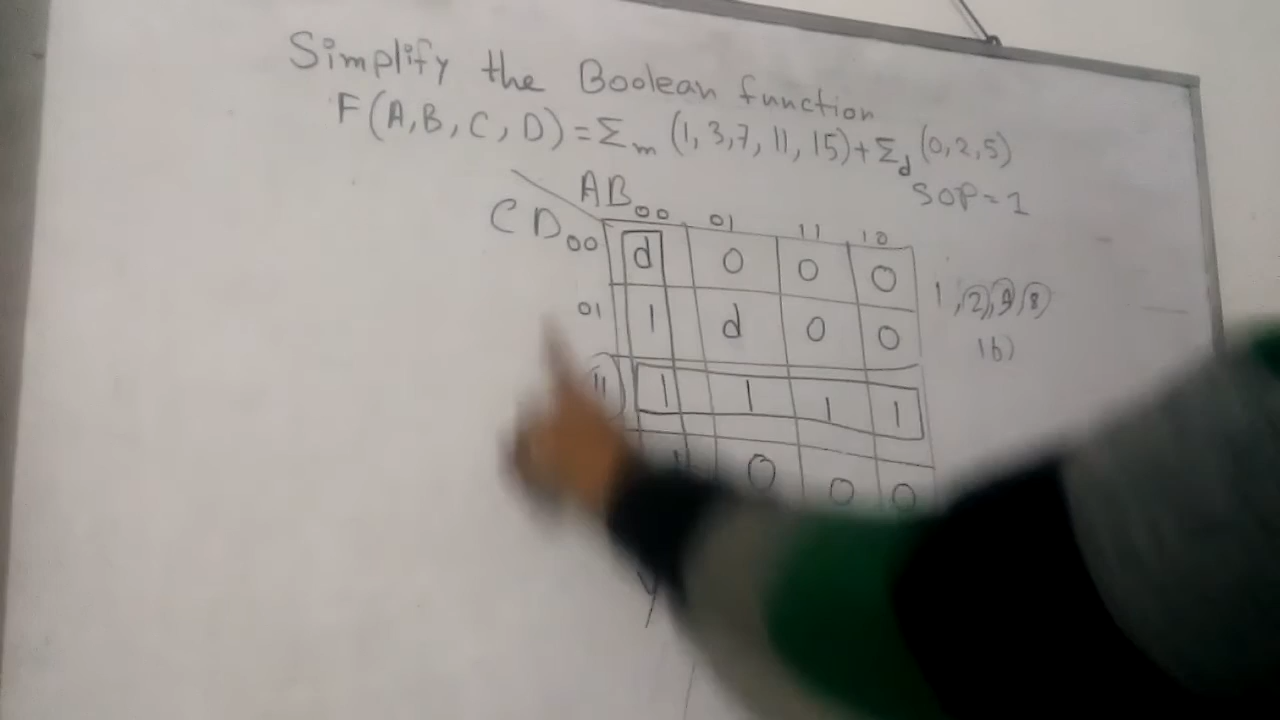 Simplify the Boolean function
F(A,B,C,D)=Σm (1,3,7,11,15)+Σd (0,2,5)
SOP=1
AB 00 01 11 10
CD 00 d 0 0 0
01 1 d 0 0
11 1 1 1 1
0 0 0
1,2,4,8
16)